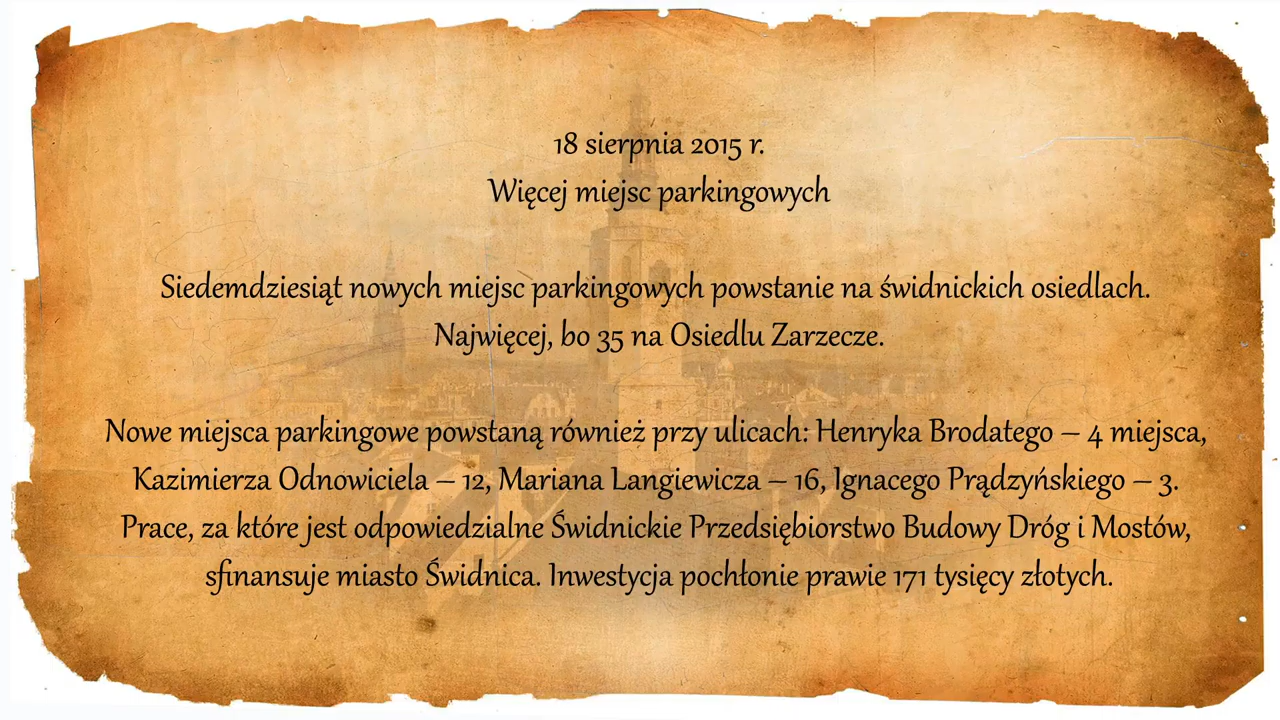 18 sierpnia 2015 r.
Więcej miejsc parkingowych
Siedemdziesiąt nowych miejsc parkingowych powstanie na świdnickich osiedlach.
Najwięcej, bo 35 na Osiedlu Zarzecze.
Nowe miejsca parkingowe powstaną również przy ulicach: Henryka Brodatego – 4 miejsca,
Kazimierza Odnowiciela – 12, Mariana Langiewicza – 16, Ignacego Prądzyńskiego – 3.
Prace, za które jest odpowiedzialne Świdnickie Przedsiębiorstwo Budowy Dróg i Mostów,
sfinansuje miasto Świdnica. Inwestycja pochłonie prawie 171 tysięcy złotych.